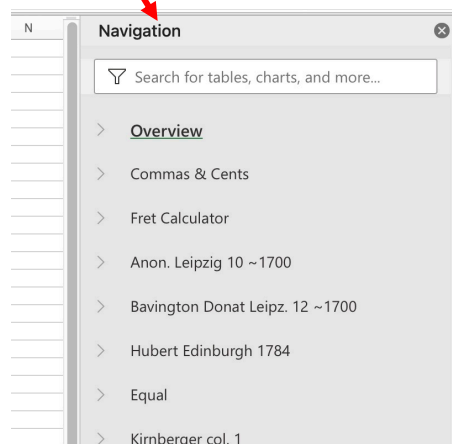 N
Navigation
Search for tables, charts, and more...
Overview
Commas & Cents
Fret Calculator
Anon. Leipzig 10 ~1700
Bavington Donat Leipz. 12 ~1700
Hubert Edinburgh 1784
Equal
Kirnberger col. 1